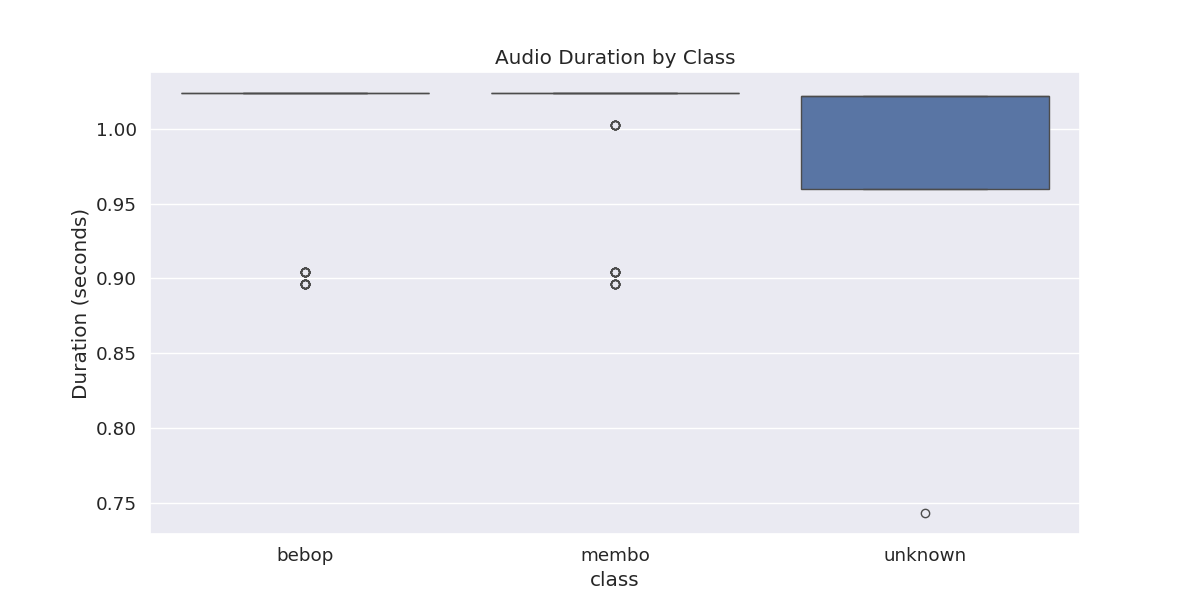 Audio Duration by Class
Duration (seconds)
1.00
0.95
0.90
0.85
0.80
0.75
bebop membo unknown
class